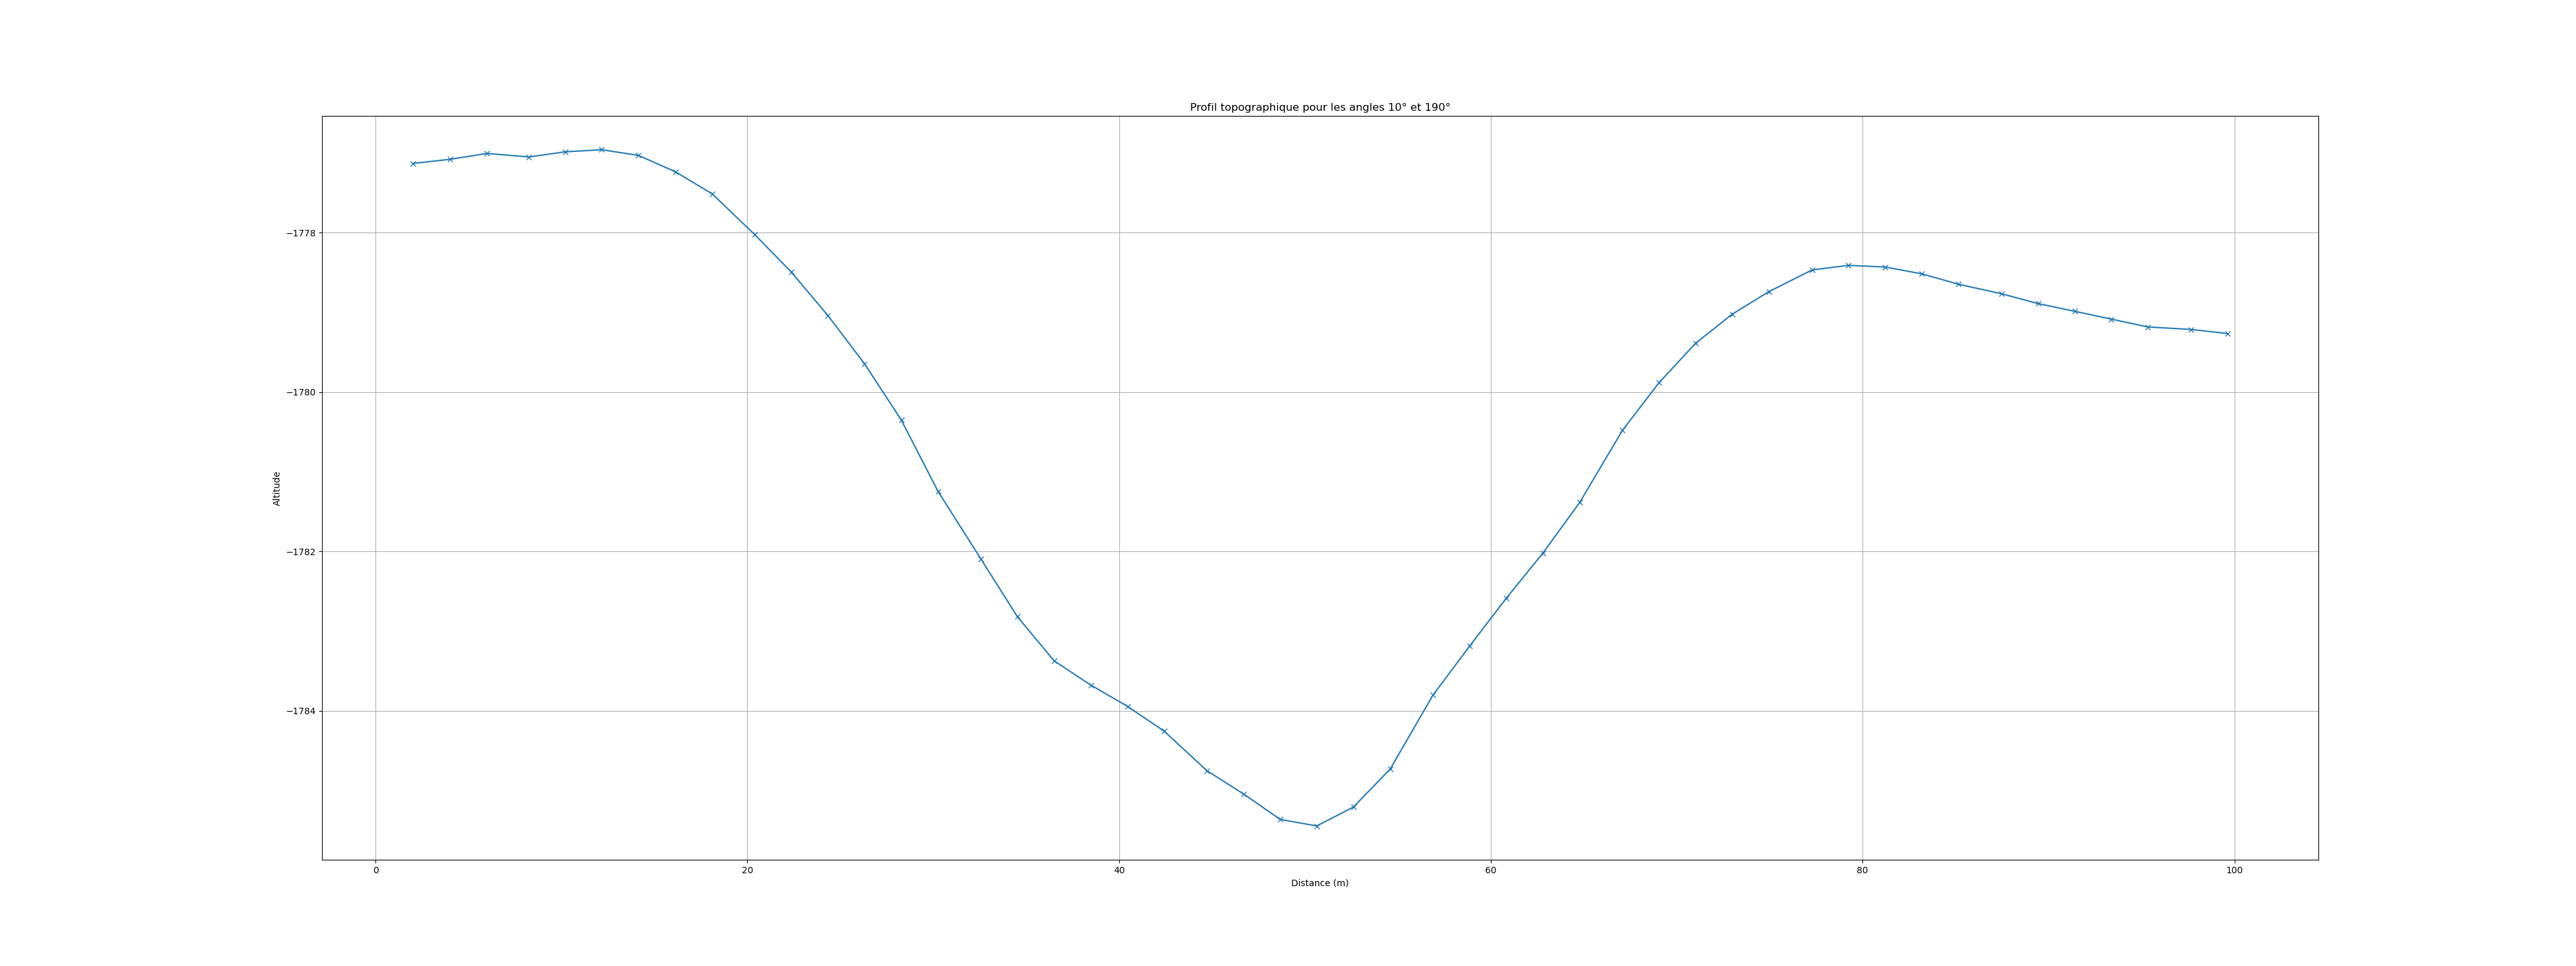 Profil topographique pour les angles 10° et 190°
Altitude
−1778
−1780
−1782
−1784
0 20 40 60 80 100
Distance (m)